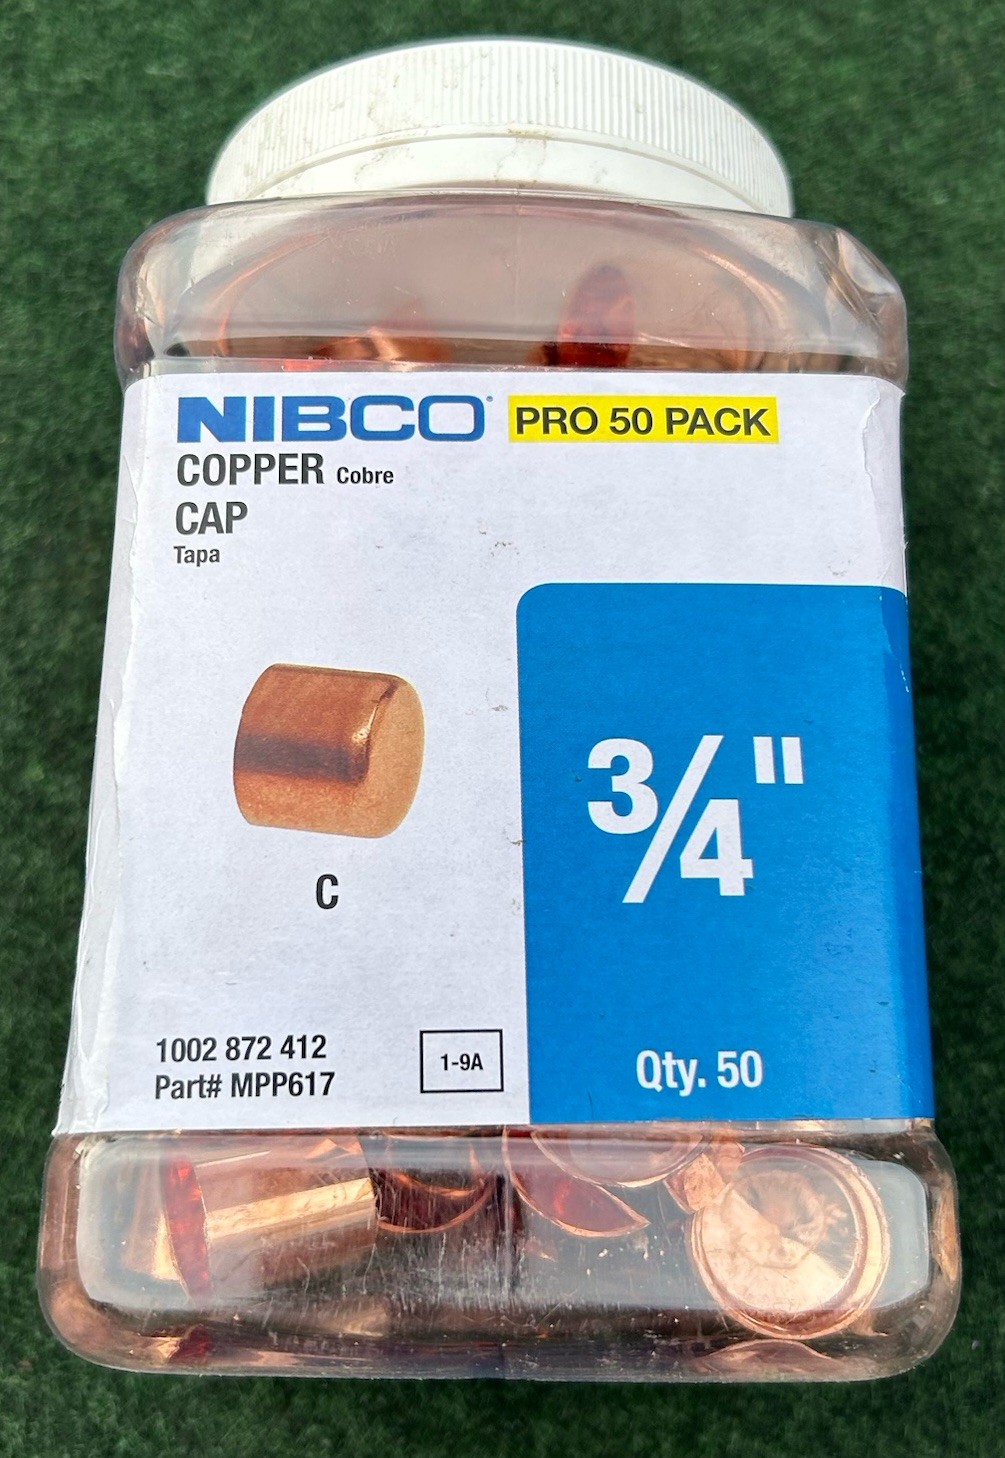 NIBCO® PRO 50 PACK
COPPER Cobre
CAP
Tapa
3/4"
C
1002 872 412
Part# MPP617
1-9A
Qty. 50